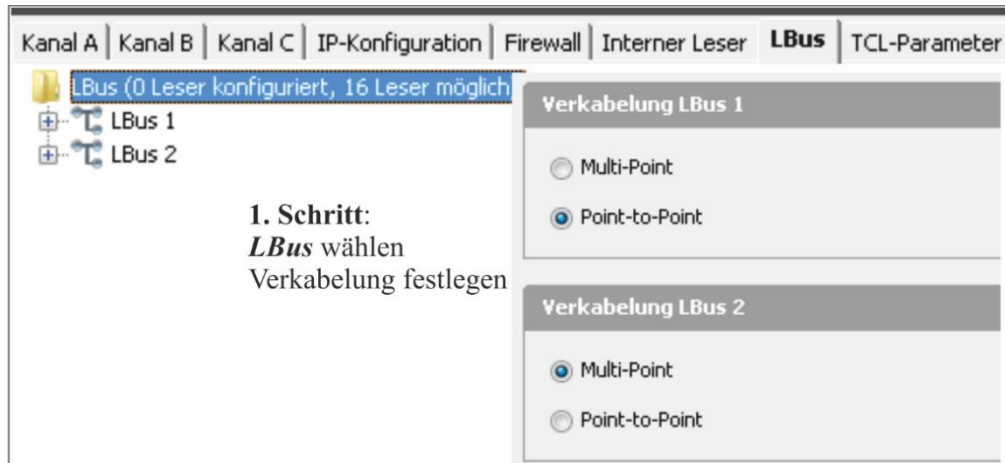 Kanal A Kanal B Kanal C IP-Konfiguration Firewall Interner Leser LBus TCL-Parameter
LBus (0 Leser konfiguriert, 16 Leser möglich
LBus 1
LBus 2
1. Schritt:
LBus wählen
Verkabelung festlegen
Verkabelung LBus 1
Multi-Point
Point-to-Point
Verkabelung LBus 2
Multi-Point
Point-to-Point